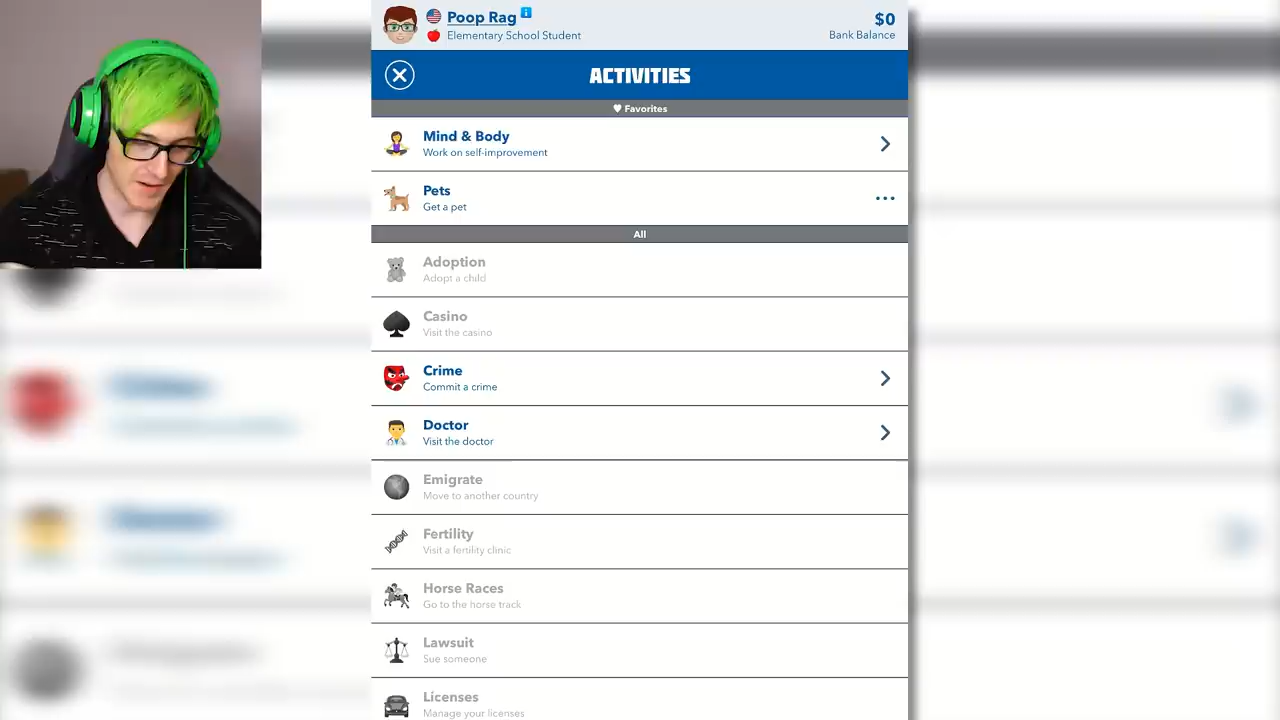 Poop Rag i
Elementary School Student
$0
Bank Balance
ACTIVITIES
Favorites
Mind & Body
Work on self-improvement
Pets
Get a pet
All
Adoption
Adopt a child
Casino
Visit the casino
Crime
Commit a crime
Doctor
Visit the doctor
Emigrate
Move to another country
Fertility
Visit a fertility clinic
Horse Races
Go to the horse track
Lawsuit
Sue someone
Licenses
Manage your licenses